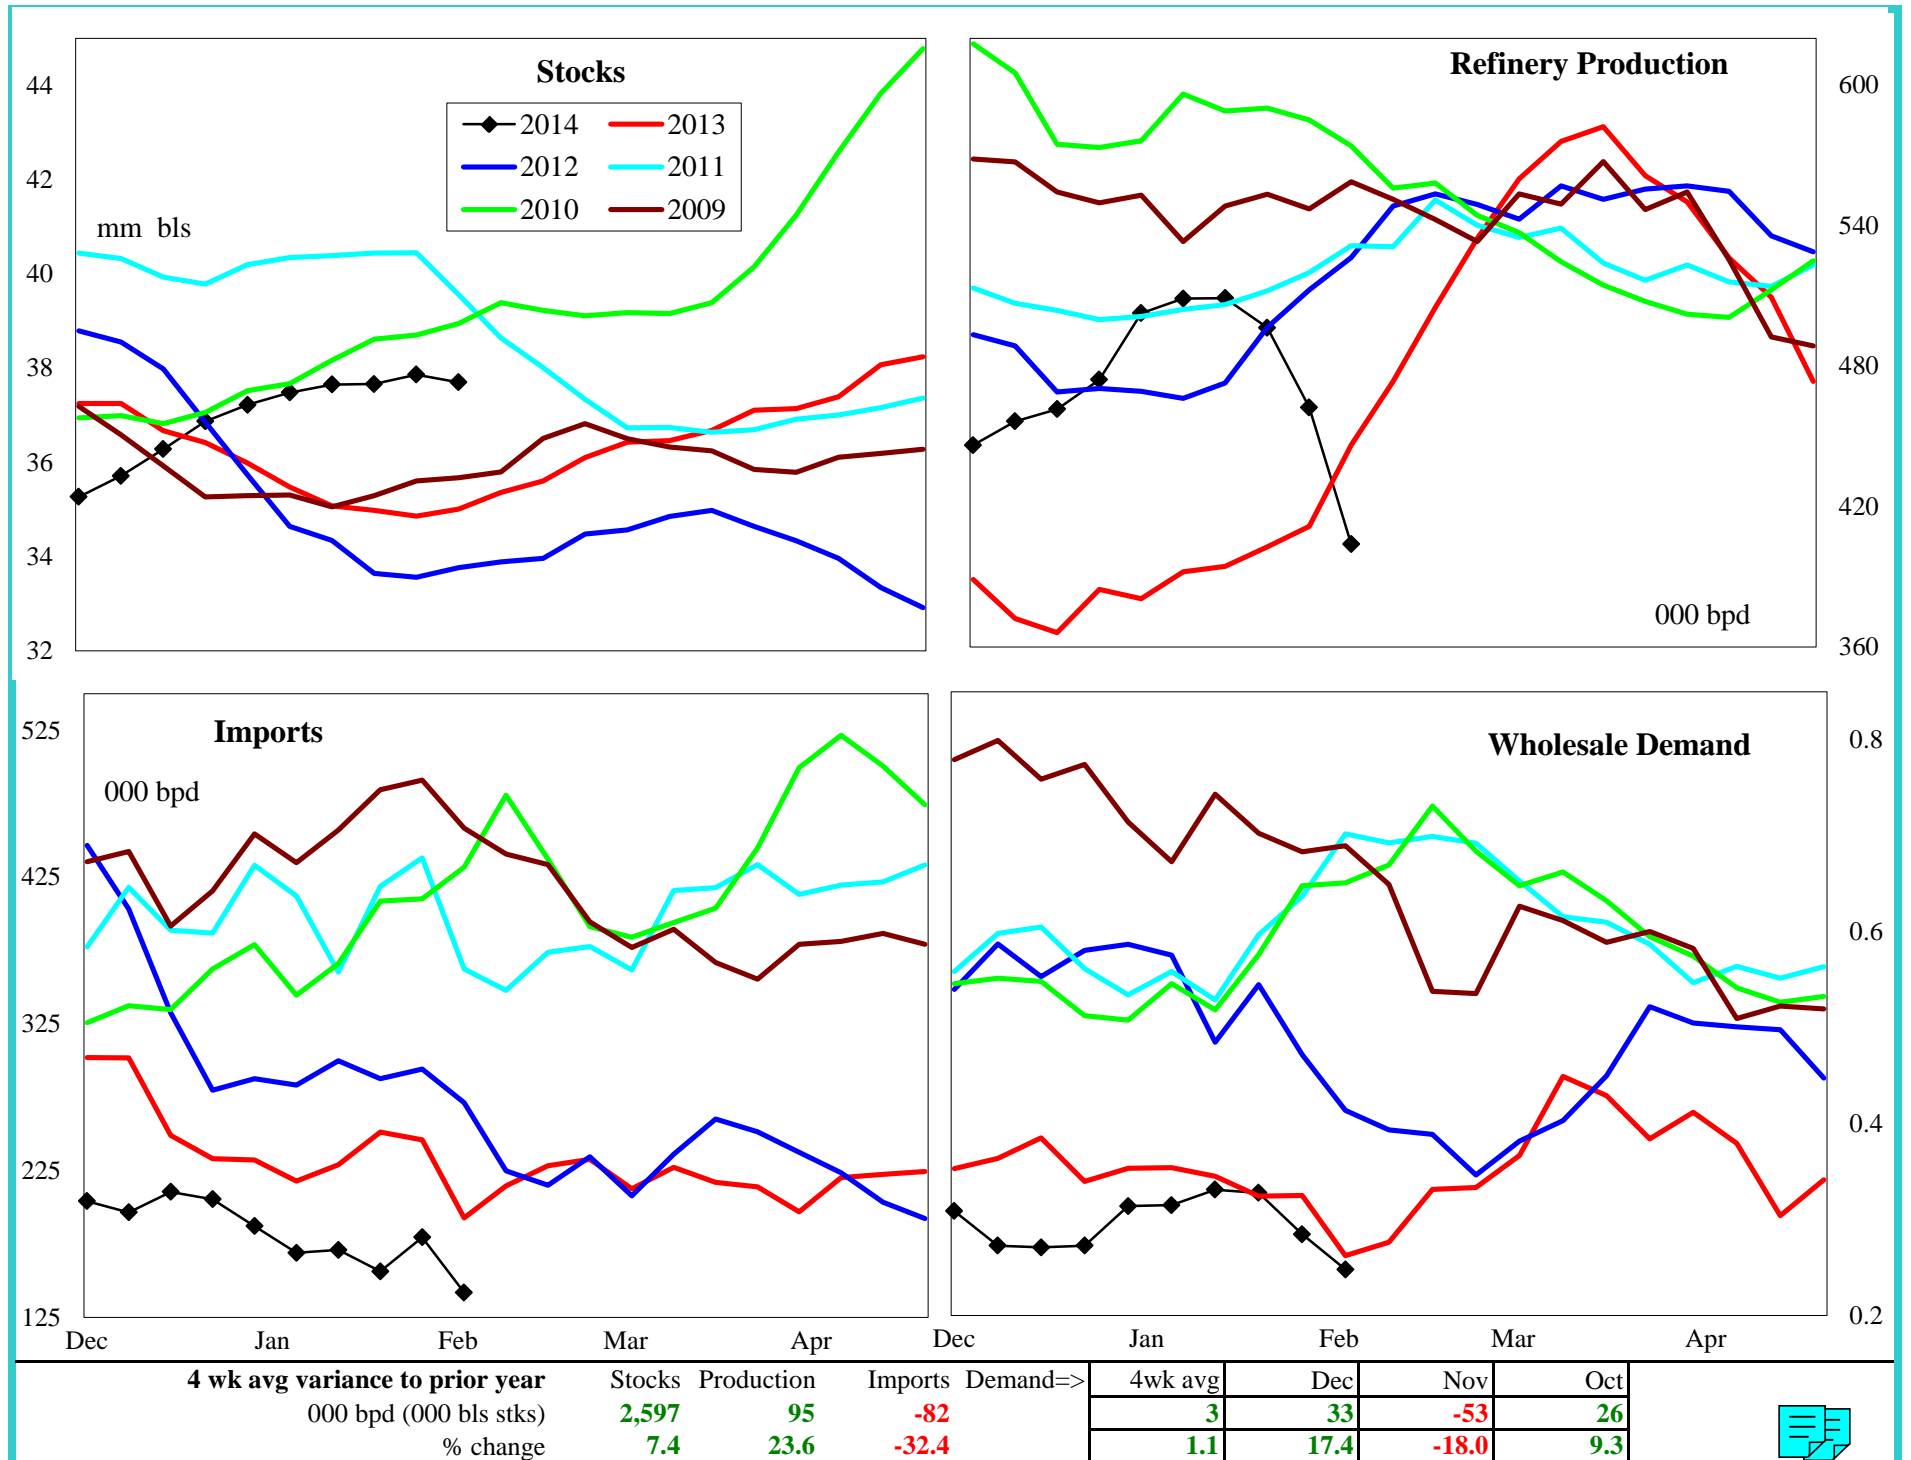 Stocks
44
42
40
38
36
34
32
mm bls
2014 2013
2012 2011
2010 2009
Refinery Production
600
540
480
420
360
000 bpd
Imports
525
425
325
225
125
000 bpd
Dec Jan Feb Mar Apr
Wholesale Demand
0.8
0.6
0.4
0.2
Dec Jan Feb Mar Apr
4 wk avg variance to prior year Stocks Production Imports Demand=> 4wk avg Dec Nov Oct
000 bpd (000 bls stks) 2,597 95 -82 3 33 -53 26
% change 7.4 23.6 -32.4 1.1 17.4 -18.0 9.3